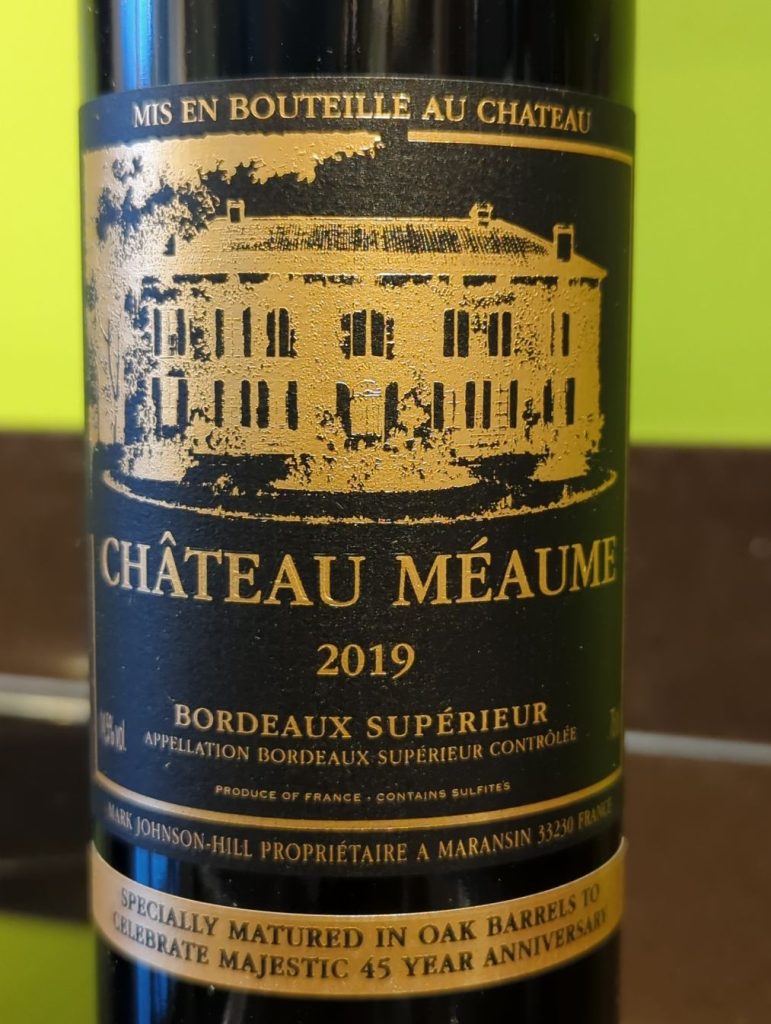 MIS EN BOUTEILLE AU CHATEAU
CHÂTEAU MÉAUME
2019
BORDEAUX SUPÉRIEUR
APPELLATION BORDEAUX SUPÉRIEUR CONTRÔLÉE
PRODUCE OF FRANCE - CONTAINS SULFITES
MARK JOHNSON-HILL PROPRIÉTAIRE A MARANSIN 33230 FRANCE
SPECIALLY MATURED IN OAK BARRELS TO
CELEBRATE MAJESTIC 45 YEAR ANNIVERSARY